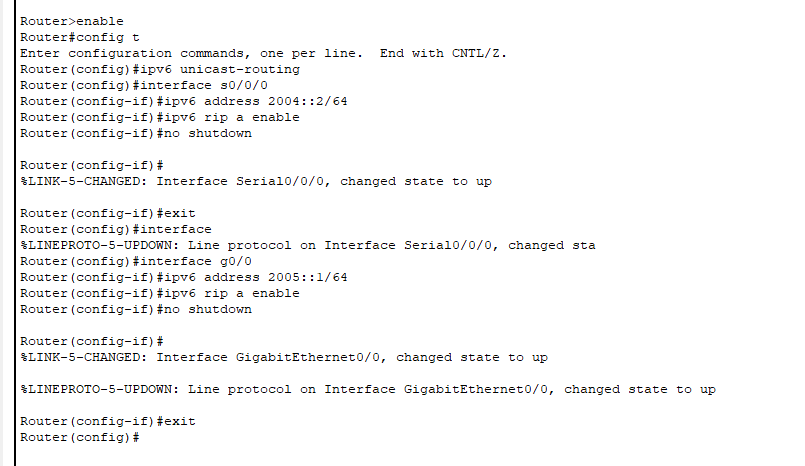 Router>enable
Router#config t
Enter configuration commands, one per line.  End with CNTL/Z.
Router(config)#ipv6 unicast-routing
Router(config)#interface s0/0/0
Router(config-if)#ipv6 address 2004::2/64
Router(config-if)#ipv6 rip a enable
Router(config-if)#no shutdown
Router(config-if)#
%LINK-5-CHANGED: Interface Serial0/0/0, changed state to up
Router(config-if)#exit
Router(config)#interface
%LINEPROTO-5-UPDOWN: Line protocol on Interface Serial0/0/0, changed sta
Router(config)#interface g0/0
Router(config-if)#ipv6 address 2005::1/64
Router(config-if)#ipv6 rip a enable
Router(config-if)#no shutdown
Router(config-if)#
%LINK-5-CHANGED: Interface GigabitEthernet0/0, changed state to up
%LINEPROTO-5-UPDOWN: Line protocol on Interface GigabitEthernet0/0, changed state to up
Router(config-if)#exit
Router(config)#